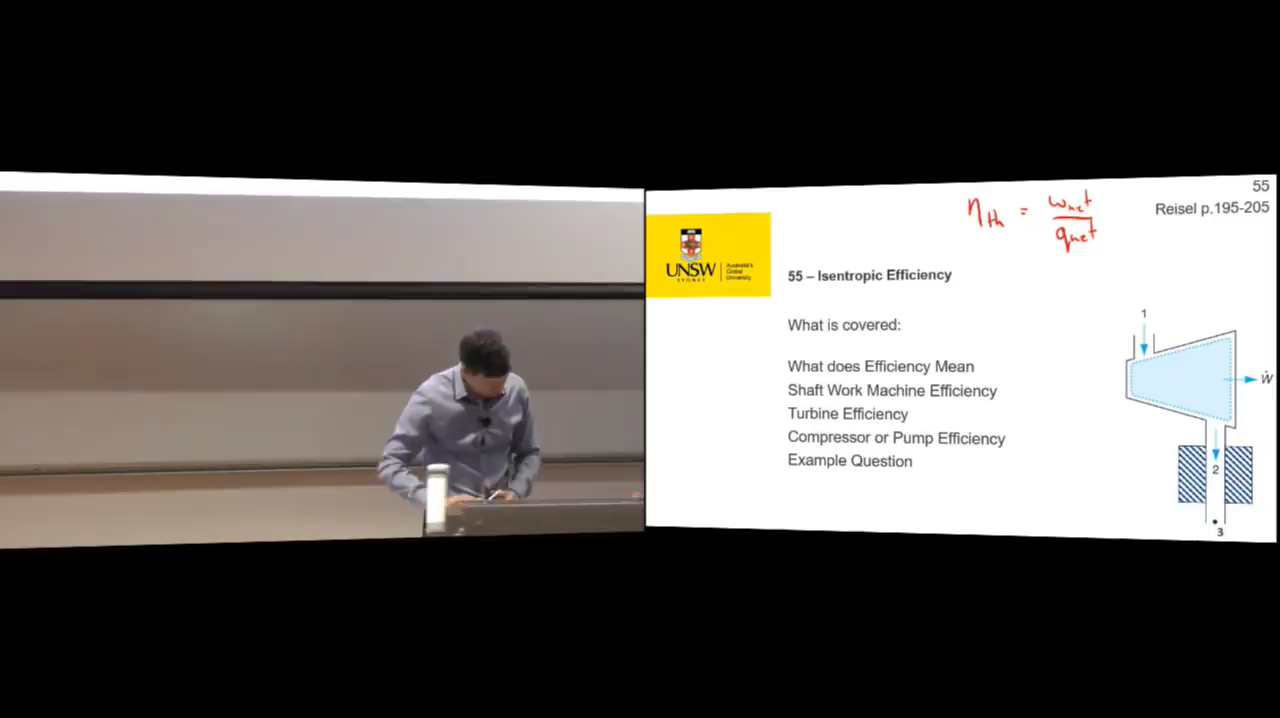 55
Reisel p.195-205
η_th = w_net / q_net
UNSW
SYDNEY
Australia's
Global
University
55 – Isentropic Efficiency
What is covered:
What does Efficiency Mean
Shaft Work Machine Efficiency
Turbine Efficiency
Compressor or Pump Efficiency
Example Question
1
Ẇ
2
3